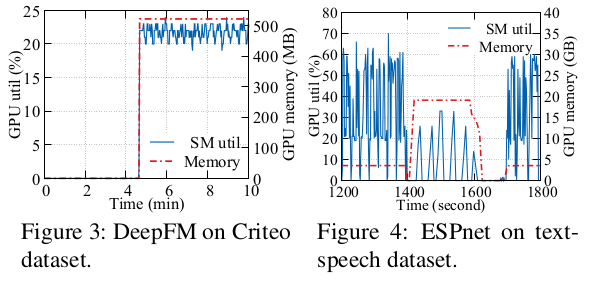 25
20
15
10
5
0
GPU util (%)
SM util
Memory
500
400
300
200
100
0
GPU memory (MB)
0 2 4 6 8 10
Time (min)
Figure 3: DeepFM on Criteo
dataset.
80
70
60
50
40
30
20
10
0
GPU util (%)
SM util
Memory
40
35
30
25
20
15
10
5
0
GPU memory (GB)
1200 1400 1600 1800
Time (second)
Figure 4: ESPnet on text-
speech dataset.